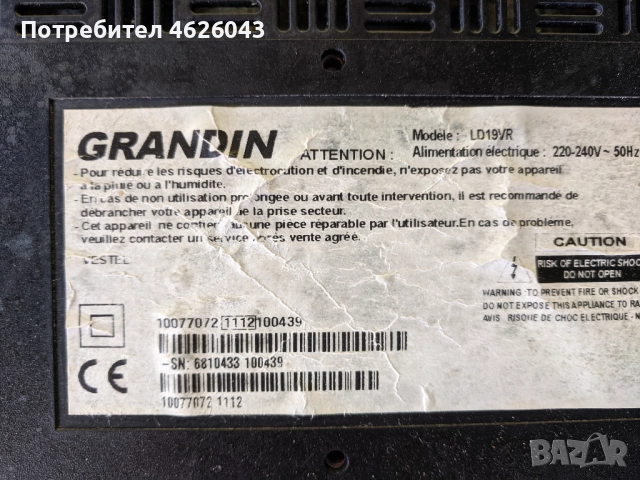 Потребител 4626043
GRANDIN
Modèle : LD19VR
ATTENTION : Alimentation électrique : 220-240V ~ 50Hz
- Pour réduire les risques d'électrocution et d'incendie, n'exposez pas votre appareil
à la pluie ou à l'humidité.
- En cas de non utilisation prolongée ou avant toute intervention, il est recommandé de
débrancher votre appareil de la prise secteur.
- Cet appareil ne contient aucune pièce réparable par l'utilisateur.En cas de problème,
veuillez contacter un service après vente agréé.
VESTEL
CAUTION
RISK OF ELECTRIC SHOC
DO NOT OPEN
WARNING : TO PREVENT FIRE OR SHOCK
DO NOT EXPOSE THIS APPLIANCE TO RA
AVIS : RISQUE DE CHOC ELECTRIQUE - N
10077072 1112 100439
-SN: 6810433 100439
CE
10077072 1112
BAZAR